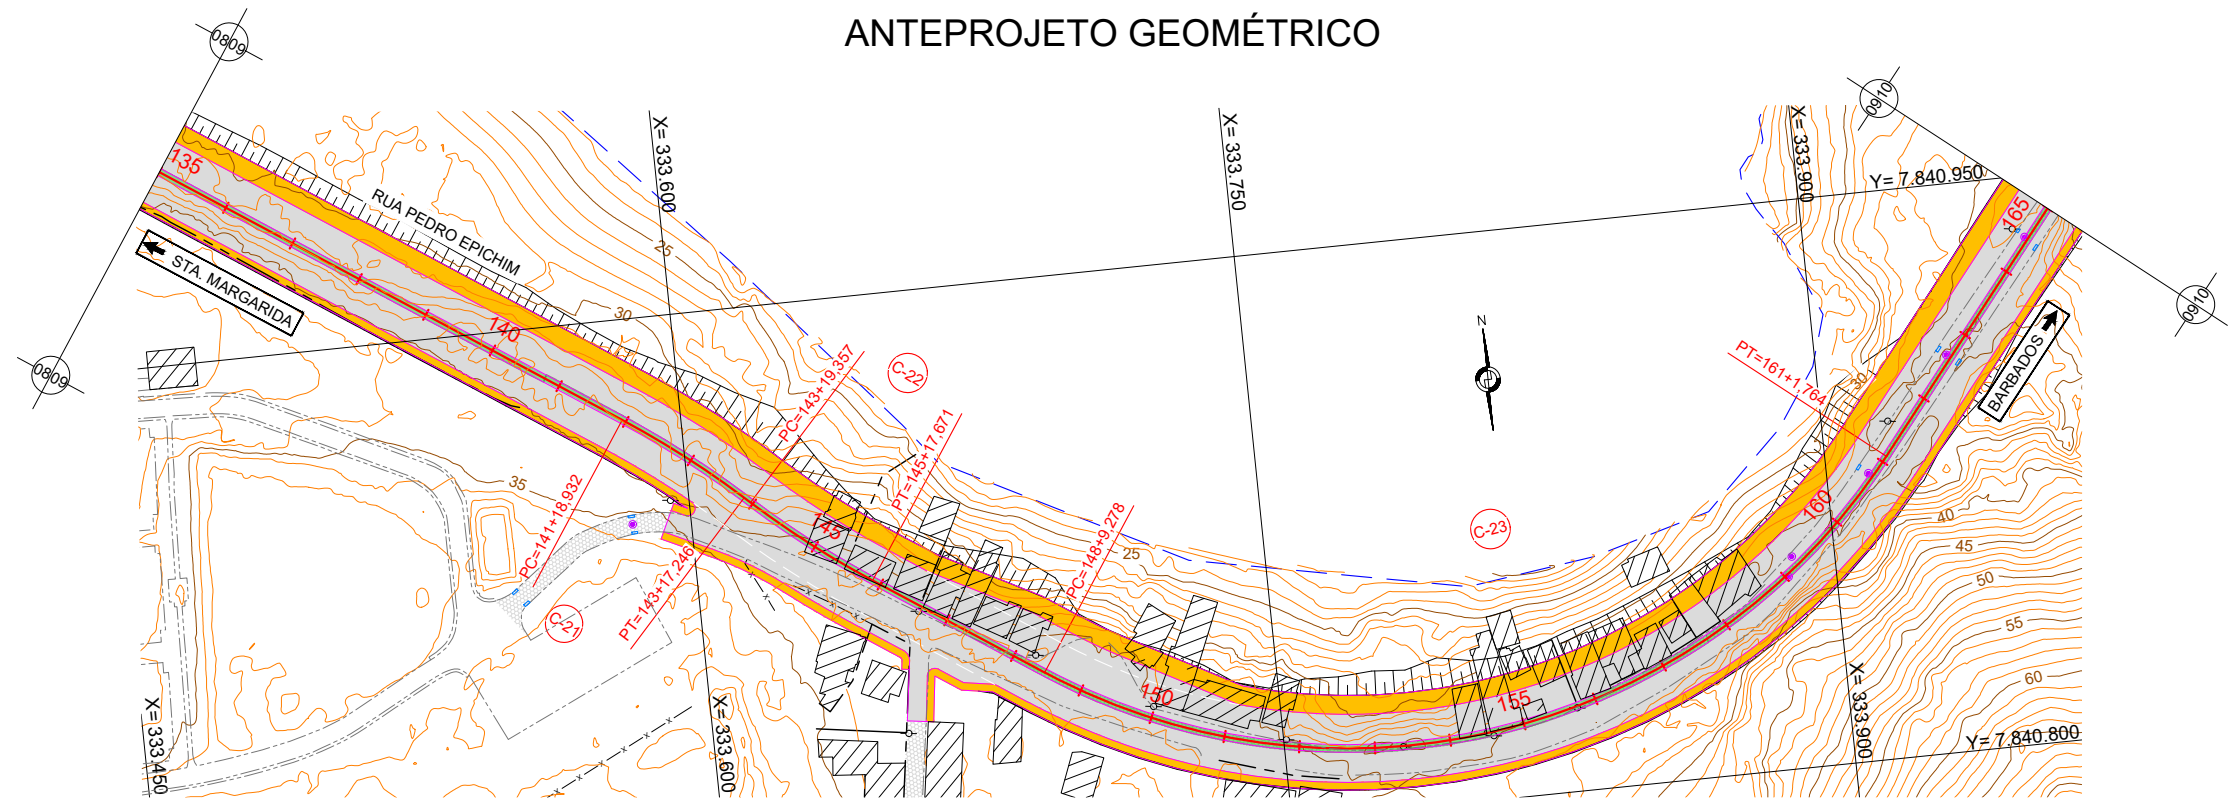 ANTEPROJETO GEOMÉTRICO
0809
0910
X= 333.600
X= 333.750
X= 333.900
Y= 7.840.950
135
RUA PEDRO EPICHIM
165
STA. MARGARIDA
25
30
140
N
0910
0809
PC=143+19,357
C-22
PT=161+1,764
BARBADOS
30
PT=145+17,671
35
PC=141+18,932
145
PC=148+9,278
25
C-23
160
40
45
50
55
60
C-21
PT=143+17,246
150
155
X= 333.450
X= 333.600
X= 333.900
Y= 7.840.800